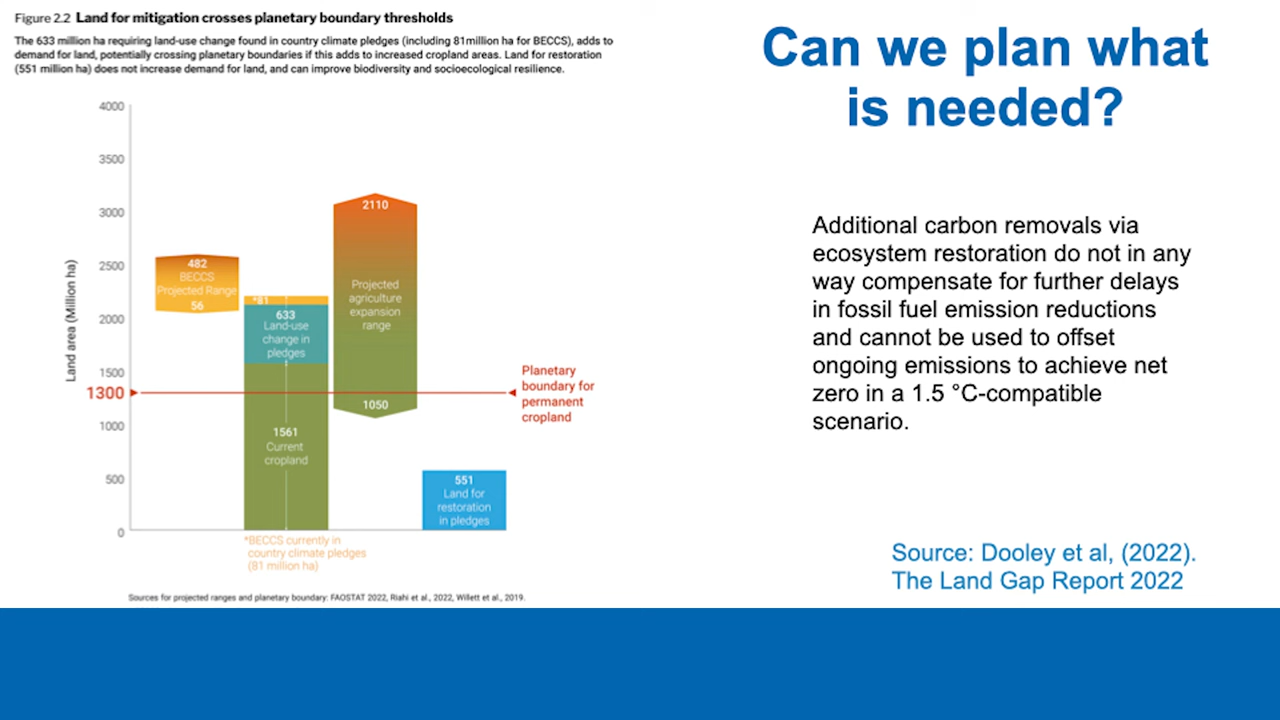 Figure 2.2 Land for mitigation crosses planetary boundary thresholds
The 633 million ha requiring land-use change found in country climate pledges (including 81million ha for BECCS), adds to
demand for land, potentially crossing planetary boundaries if this adds to increased cropland areas. Land for restoration
(551 million ha) does not increase demand for land, and can improve biodiversity and socioecological resilience.
Land area (Million ha)
4000
3500
3000
2500
2000
1500
1300
1000
500
0
482
BECCS
Projected Range
56
*81
633
Land-use
change in
pledges
1561
Current
cropland
2110
Projected
agriculture
expansion
range
1050
551
Land for
restoration
in pledges
Planetary
boundary for
permanent
cropland
*BECCS currently in
country climate pledges
(81 million ha)
Sources for projected ranges and planetary boundary: FAOSTAT 2022, Riahi et al., 2022, Willett et al., 2019.
Can we plan what
is needed?
Additional carbon removals via
ecosystem restoration do not in any
way compensate for further delays
in fossil fuel emission reductions
and cannot be used to offset
ongoing emissions to achieve net
zero in a 1.5 °C-compatible
scenario.
Source: Dooley et al, (2022).
The Land Gap Report 2022